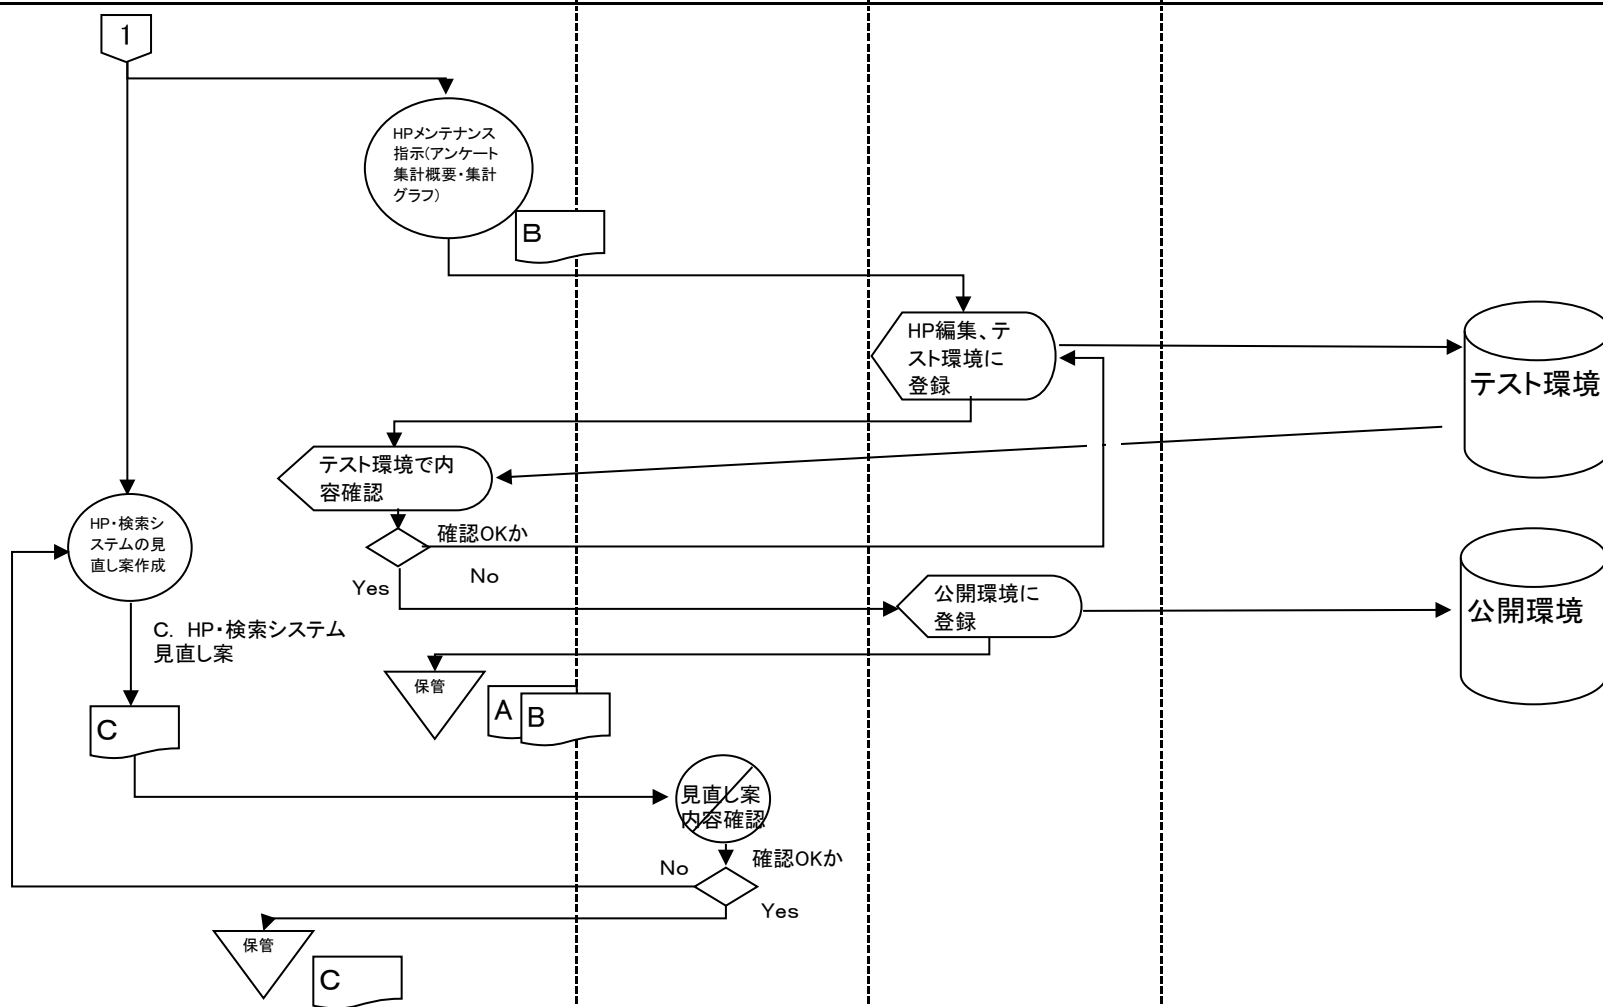 1
HPメンテナンス
指示(アンケート
集計概要・集計
グラフ)
B
HP編集、テ
スト環境に
登録
テスト環境
テスト環境で内
容確認
確認OKか
No
Yes
HP・検索シ
ステムの見
直し案作成
公開環境に
登録
公開環境
C. HP・検索システム
見直し案
保管
A
B
C
見直し案
内容確認
確認OKか
No
Yes
保管
C